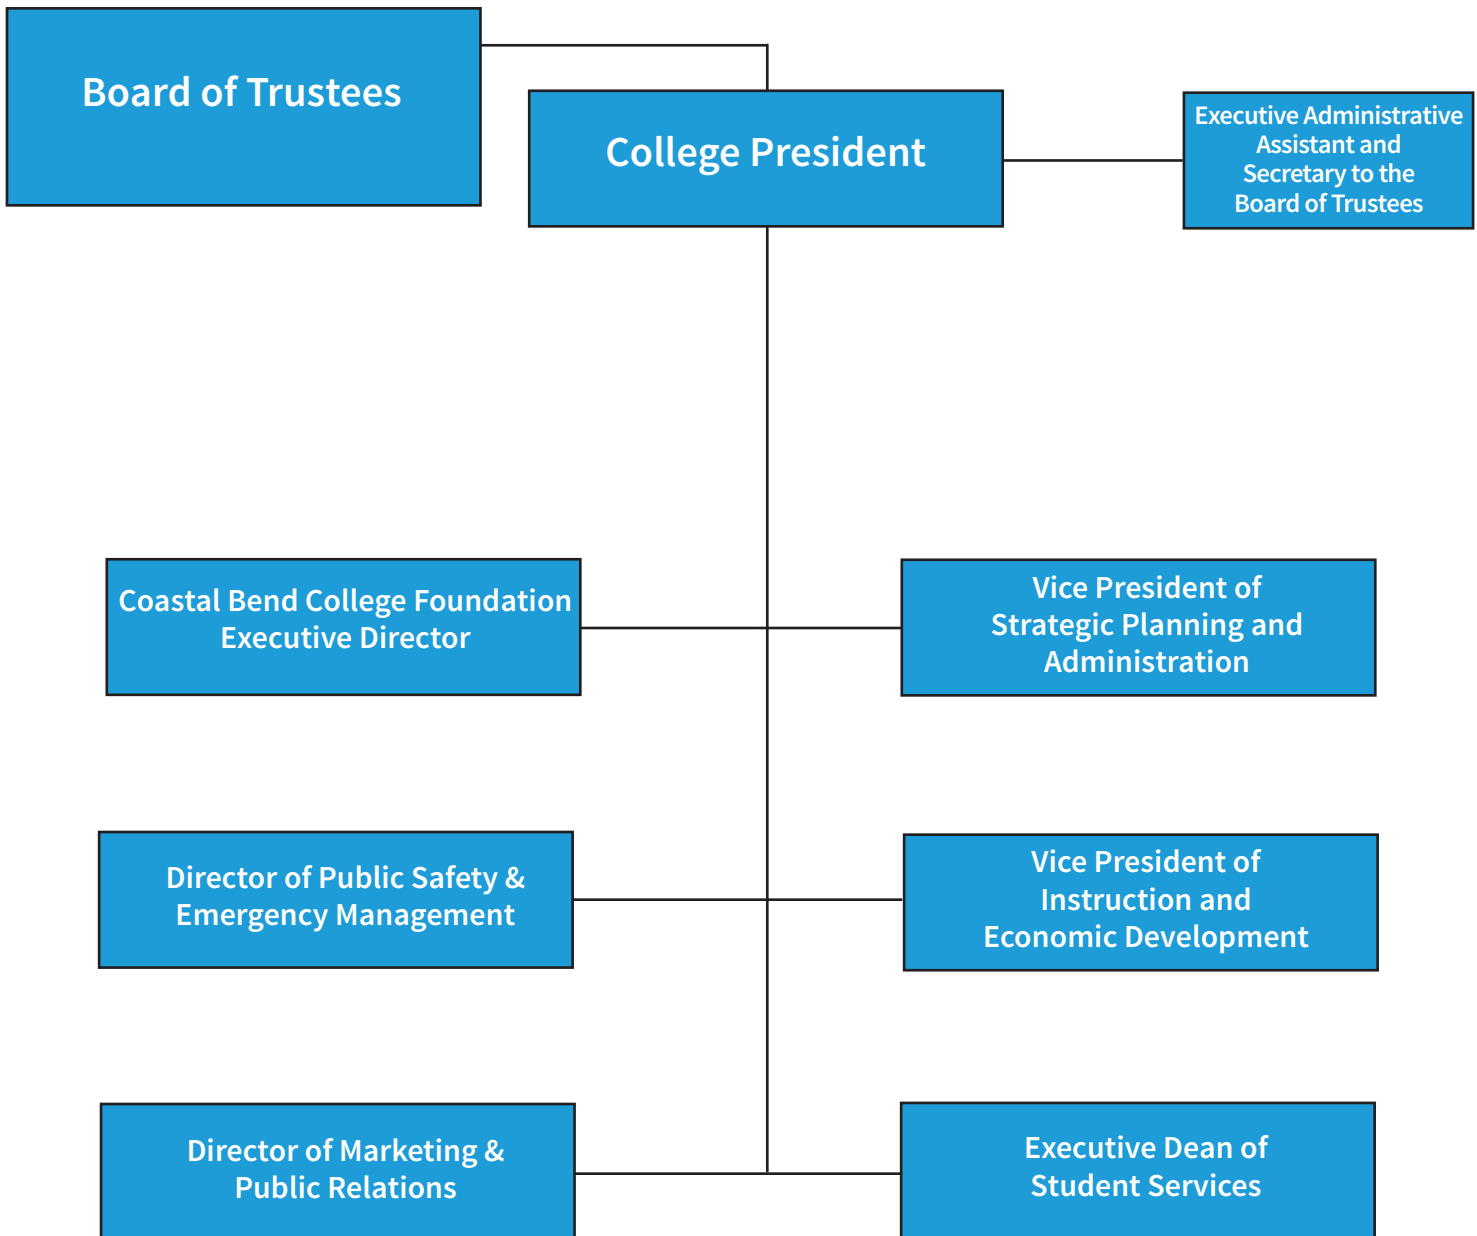 Board of Trustees
College President
Executive Administrative
Assistant and
Secretary to the
Board of Trustees
Coastal Bend College Foundation
Executive Director
Vice President of
Strategic Planning and
Administration
Director of Public Safety &
Emergency Management
Vice President of
Instruction and
Economic Development
Director of Marketing &
Public Relations
Executive Dean of
Student Services